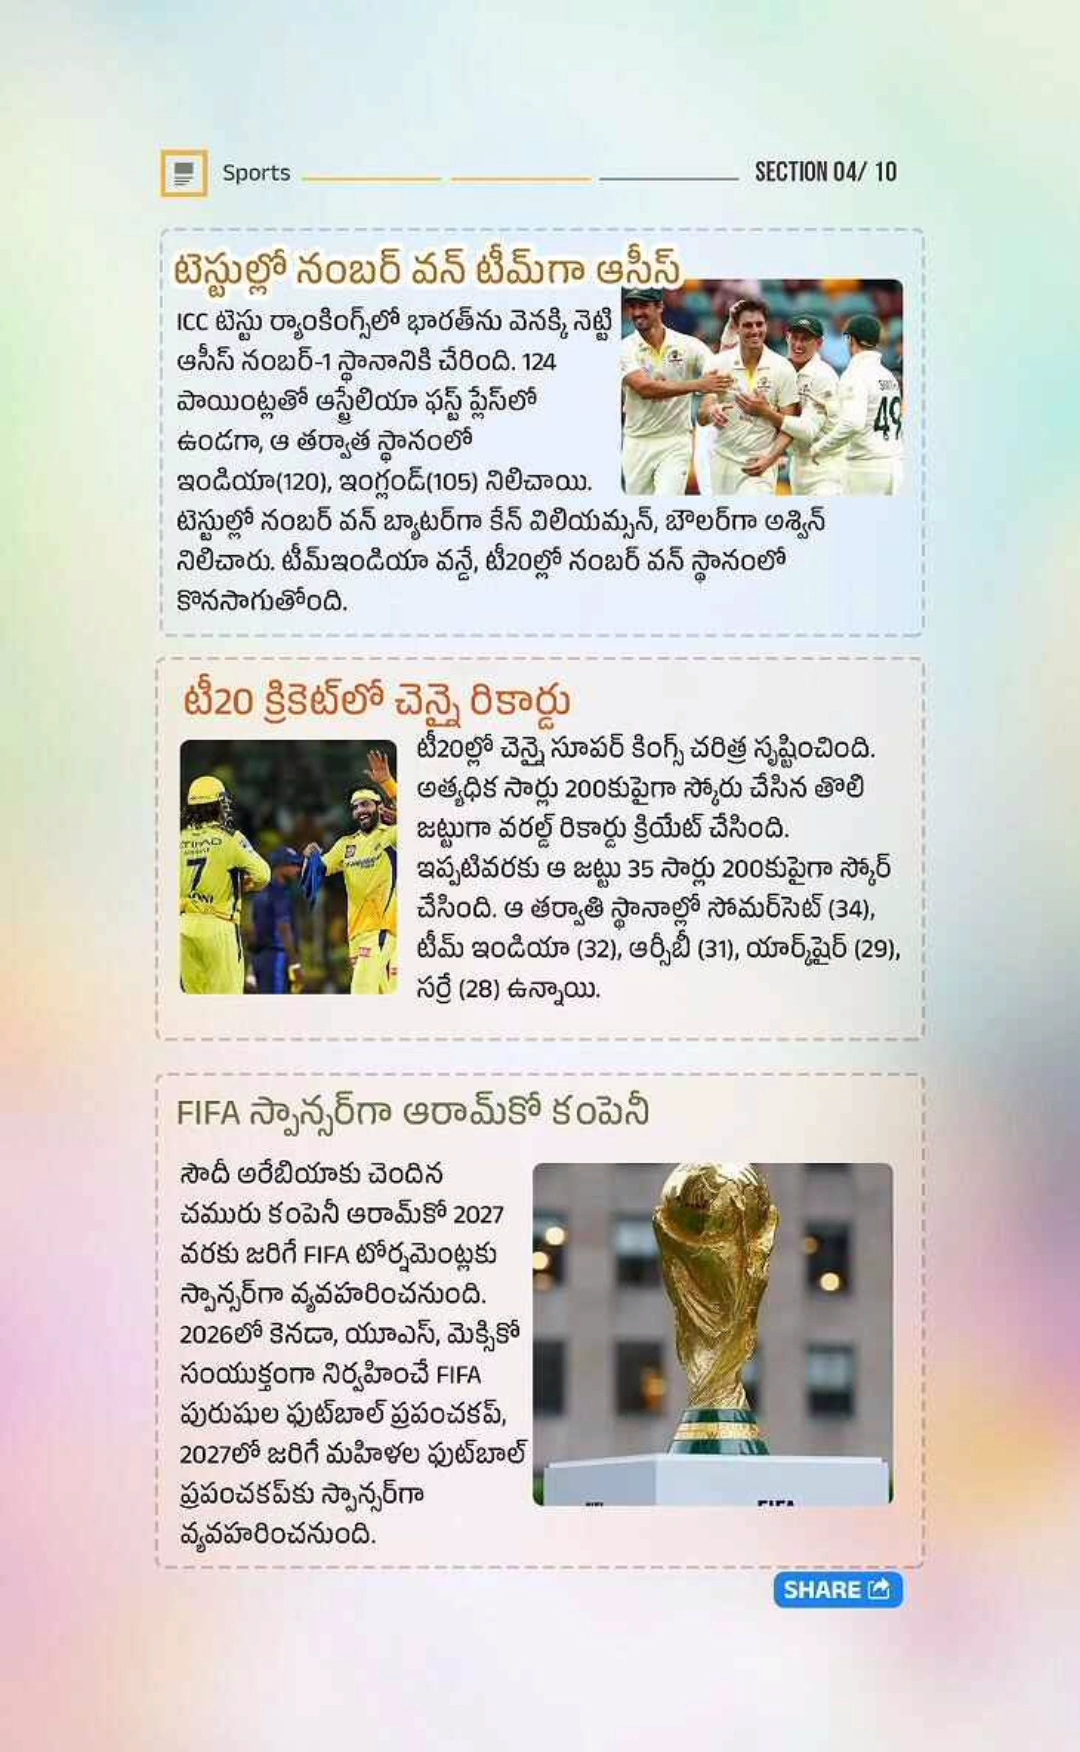 Sports
SECTION 04/ 10
టెస్టుల్లో నంబర్ వన్ టీమ్‌గా ఆసీస్
ICC టెస్టు ర్యాంకింగ్స్‌లో భారత్‌ను వెనక్కి నెట్టి
ఆసీస్ నంబర్-1 స్థానానికి చేరింది. 124
పాయింట్లతో ఆస్ట్రేలియా ఫస్ట్ ప్లేస్‌లో
ఉండగా, ఆ తర్వాత స్థానంలో
ఇండియా(120), ఇంగ్లండ్(105) నిలిచాయి.
టెస్టుల్లో నంబర్ వన్ బ్యాటర్‌గా కేన్ విలియమ్సన్, బౌలర్‌గా అశ్విన్
నిలిచారు. టీమ్ఇండియా వన్డే, టీ20ల్లో నంబర్ వన్ స్థానంలో
కొనసాగుతోంది.
49
టీ20 క్రికెట్‌లో చెన్నై రికార్డు
టీ20ల్లో చెన్నై సూపర్ కింగ్స్ చరిత్ర సృష్టించింది.
అత్యధిక సార్లు 200కుపైగా స్కోరు చేసిన తొలి
జట్టుగా వరల్డ్ రికార్డు క్రియేట్ చేసింది.
ఇప్పటివరకు ఆ జట్టు 35 సార్లు 200కుపైగా స్కోర్
చేసింది. ఆ తర్వాతి స్థానాల్లో సోమర్‌సెట్ (34),
టీమ్ ఇండియా (32), ఆర్సీబీ (31), యార్క్‌షైర్ (29),
సర్రే (28) ఉన్నాయి.
7
FIFA స్పాన్సర్‌గా ఆరామ్‌కో కంపెనీ
సౌదీ అరేబియాకు చెందిన
చమురు కంపెనీ ఆరామ్‌కో 2027
వరకు జరిగే FIFA టోర్నమెంట్లకు
స్పాన్సర్‌గా వ్యవహరించనుంది.
2026లో కెనడా, యూఎస్, మెక్సికో
సంయుక్తంగా నిర్వహించే FIFA
పురుషుల ఫుట్‌బాల్ ప్రపంచకప్,
2027లో జరిగే మహిళల ఫుట్‌బాల్
ప్రపంచకప్‌కు స్పాన్సర్‌గా
వ్యవహరించనుంది.
SHARE